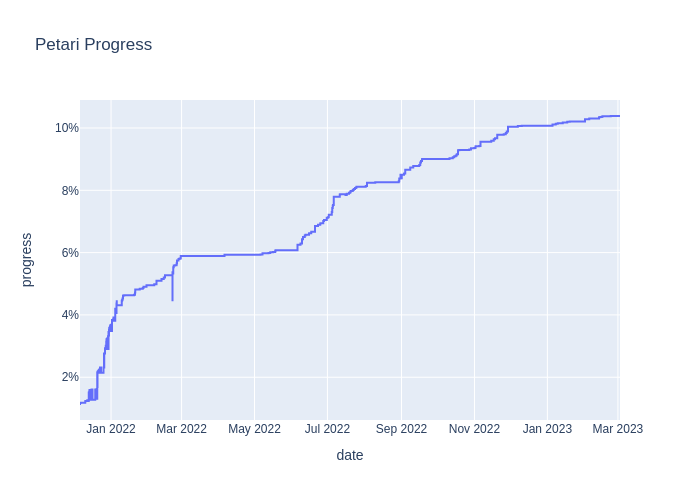 Petari Progress
progress
10%
8%
6%
4%
2%
Jan 2022
Mar 2022
May 2022
Jul 2022
Sep 2022
Nov 2022
Jan 2023
Mar 2023
date